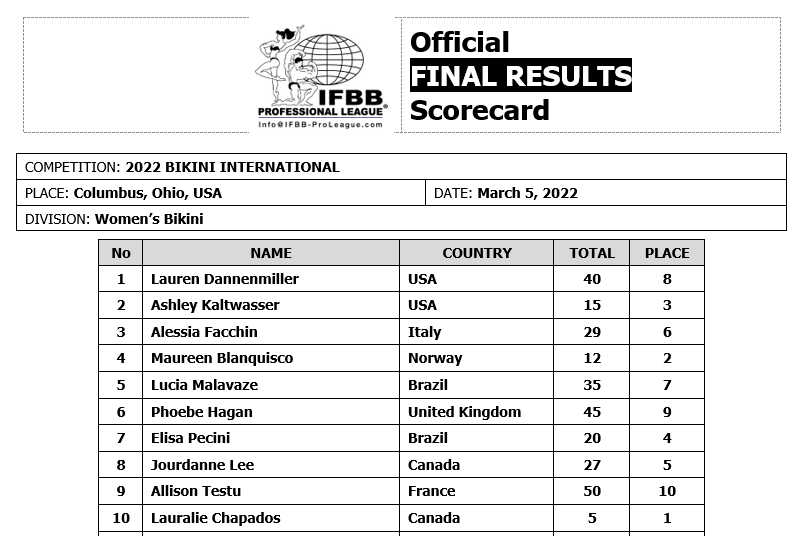 IFBB
PROFESSIONAL LEAGUE®
Info@IFBB-ProLeague.com
Official
FINAL RESULTS
Scorecard
COMPETITION: 2022 BIKINI INTERNATIONAL
PLACE: Columbus, Ohio, USA DATE: March 5, 2022
DIVISION: Women’s Bikini
No NAME COUNTRY TOTAL PLACE
1 Lauren Dannenmiller USA 40 8
2 Ashley Kaltwasser USA 15 3
3 Alessia Facchin Italy 29 6
4 Maureen Blanquisco Norway 12 2
5 Lucia Malavaze Brazil 35 7
6 Phoebe Hagan United Kingdom 45 9
7 Elisa Pecini Brazil 20 4
8 Jourdanne Lee Canada 27 5
9 Allison Testu France 50 10
10 Lauralie Chapados Canada 5 1